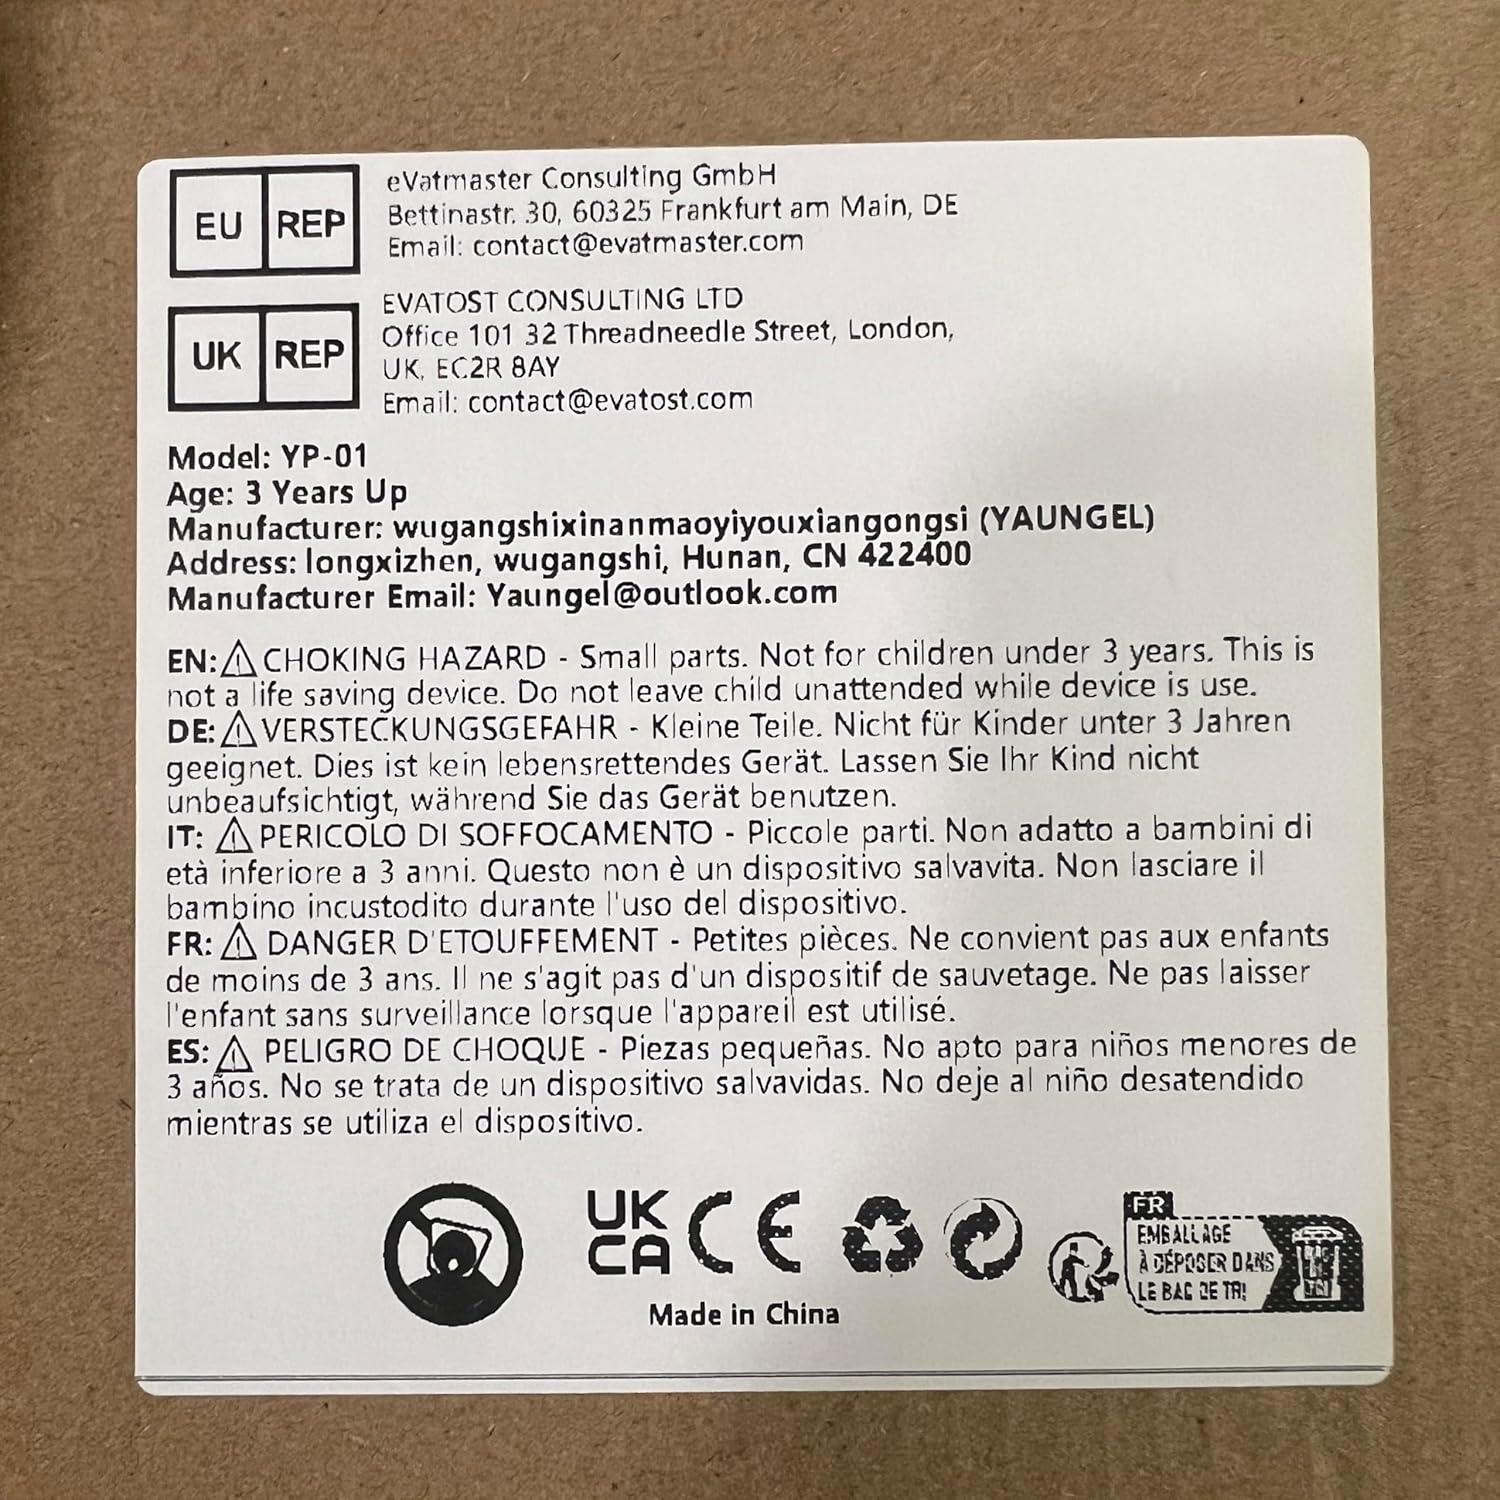 EU REP
eVatmaster Consulting GmbH
Bettinastr. 30, 60325 Frankfurt am Main, DE
Email: contact@evatmaster.com
UK REP
EVATOST CONSULTING LTD
Office 101 32 Threadneedle Street, London,
UK, EC2R 8AY
Email: contact@evatost.com
Model: YP-01
Age: 3 Years Up
Manufacturer: wugangshixinanmaoyiyouxiangongsi (YAUNGEL)
Address: longxizhen, wugangshi, Hunan, CN 422400
Manufacturer Email: Yaungel@outlook.com
EN: ⚠ CHOKING HAZARD - Small parts. Not for children under 3 years. This is
not a life saving device. Do not leave child unattended while device is use.
DE: ⚠ VERSTECKUNGSGEFAHR - Kleine Teile. Nicht für Kinder unter 3 Jahren
geeignet. Dies ist kein lebensrettendes Gerät. Lassen Sie Ihr Kind nicht
unbeaufsichtigt, während Sie das Gerät benutzen.
IT: ⚠ PERICOLO DI SOFFOCAMENTO - Piccole parti. Non adatto a bambini di
età inferiore a 3 anni. Questo non è un dispositivo salvavita. Non lasciare il
bambino incustodito durante l'uso del dispositivo.
FR: ⚠ DANGER D'ETOUFFEMENT - Petites pièces. Ne convient pas aux enfants
de moins de 3 ans. Il ne s'agit pas d'un dispositif de sauvetage. Ne pas laisser
l'enfant sans surveillance lorsque l'appareil est utilisé.
ES: ⚠ PELIGRO DE CHOQUE - Piezas pequeñas. No apto para niños menores de
3 años. No se trata de un dispositivo salvavidas. No deje al niño desatendido
mientras se utiliza el dispositivo.
UK
CA
CE
FR
EMBALLAGE
À DÉPOSER DANS
LE BAC DE TRI
Made in China